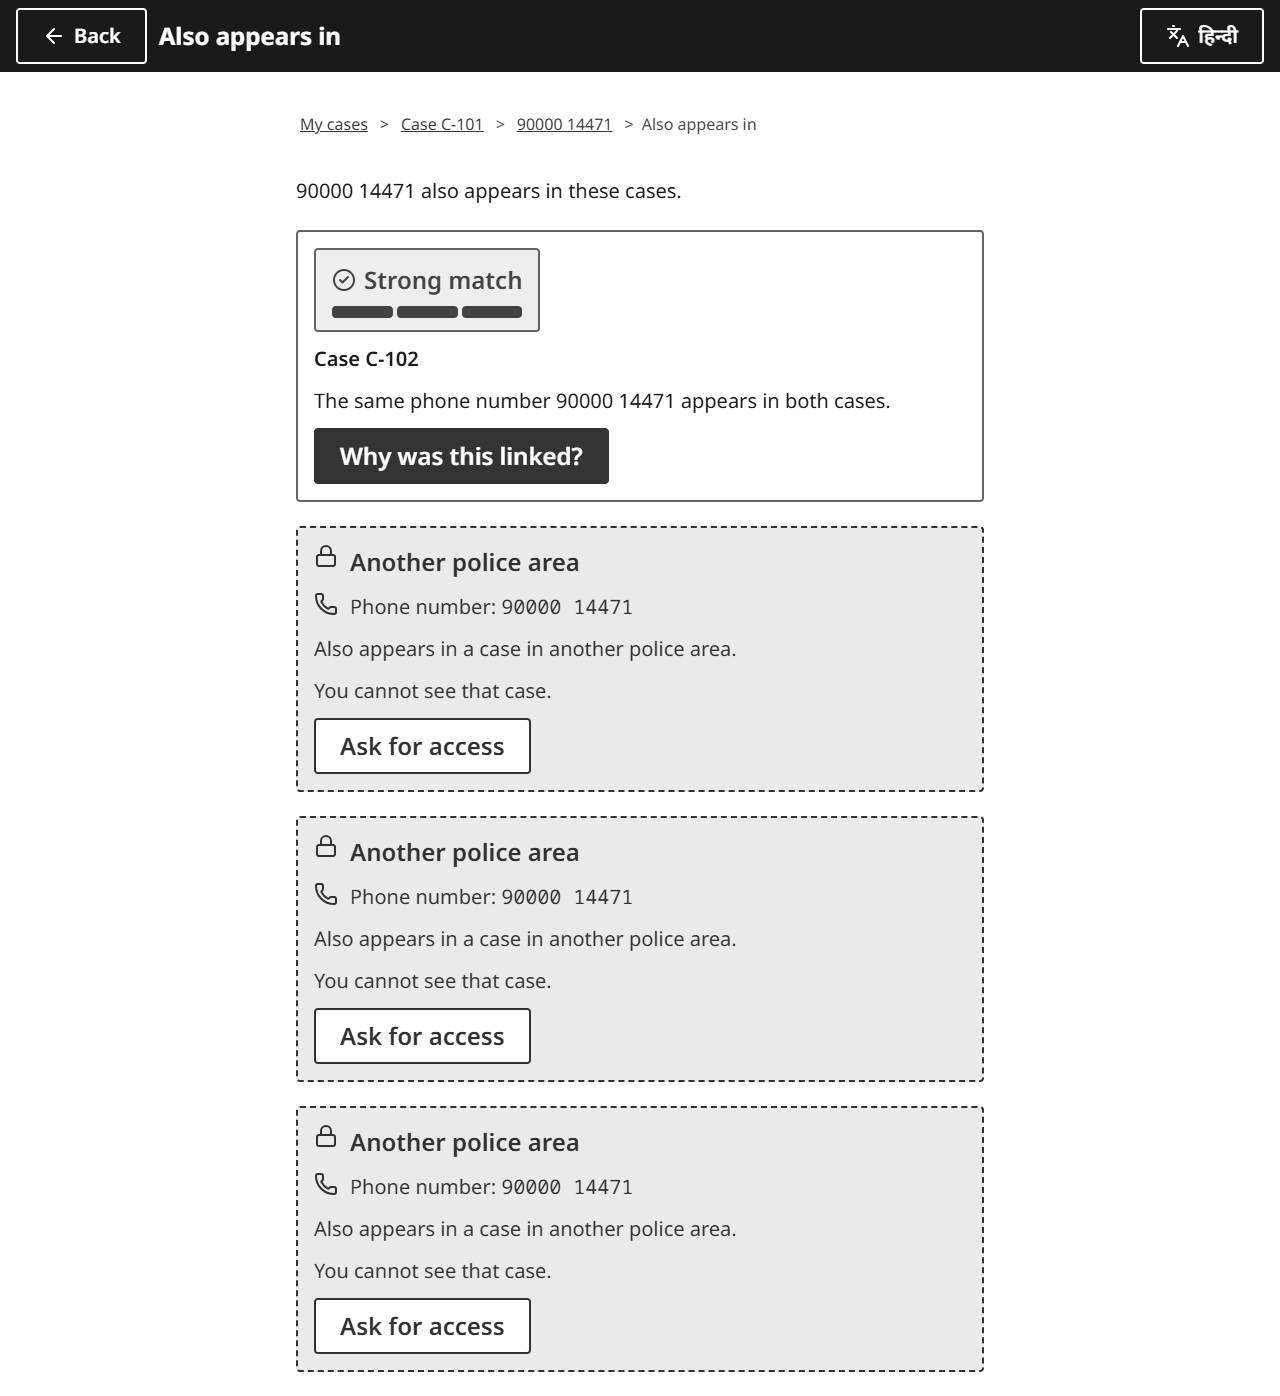 Back
Also appears in
हिन्दी
My cases > Case C-101 > 90000 14471 > Also appears in
90000 14471 also appears in these cases.
Strong match
Case C-102
The same phone number 90000 14471 appears in both cases.
Why was this linked?
Another police area
Phone number: 90000 14471
Also appears in a case in another police area.
You cannot see that case.
Ask for access
Another police area
Phone number: 90000 14471
Also appears in a case in another police area.
You cannot see that case.
Ask for access
Another police area
Phone number: 90000 14471
Also appears in a case in another police area.
You cannot see that case.
Ask for access